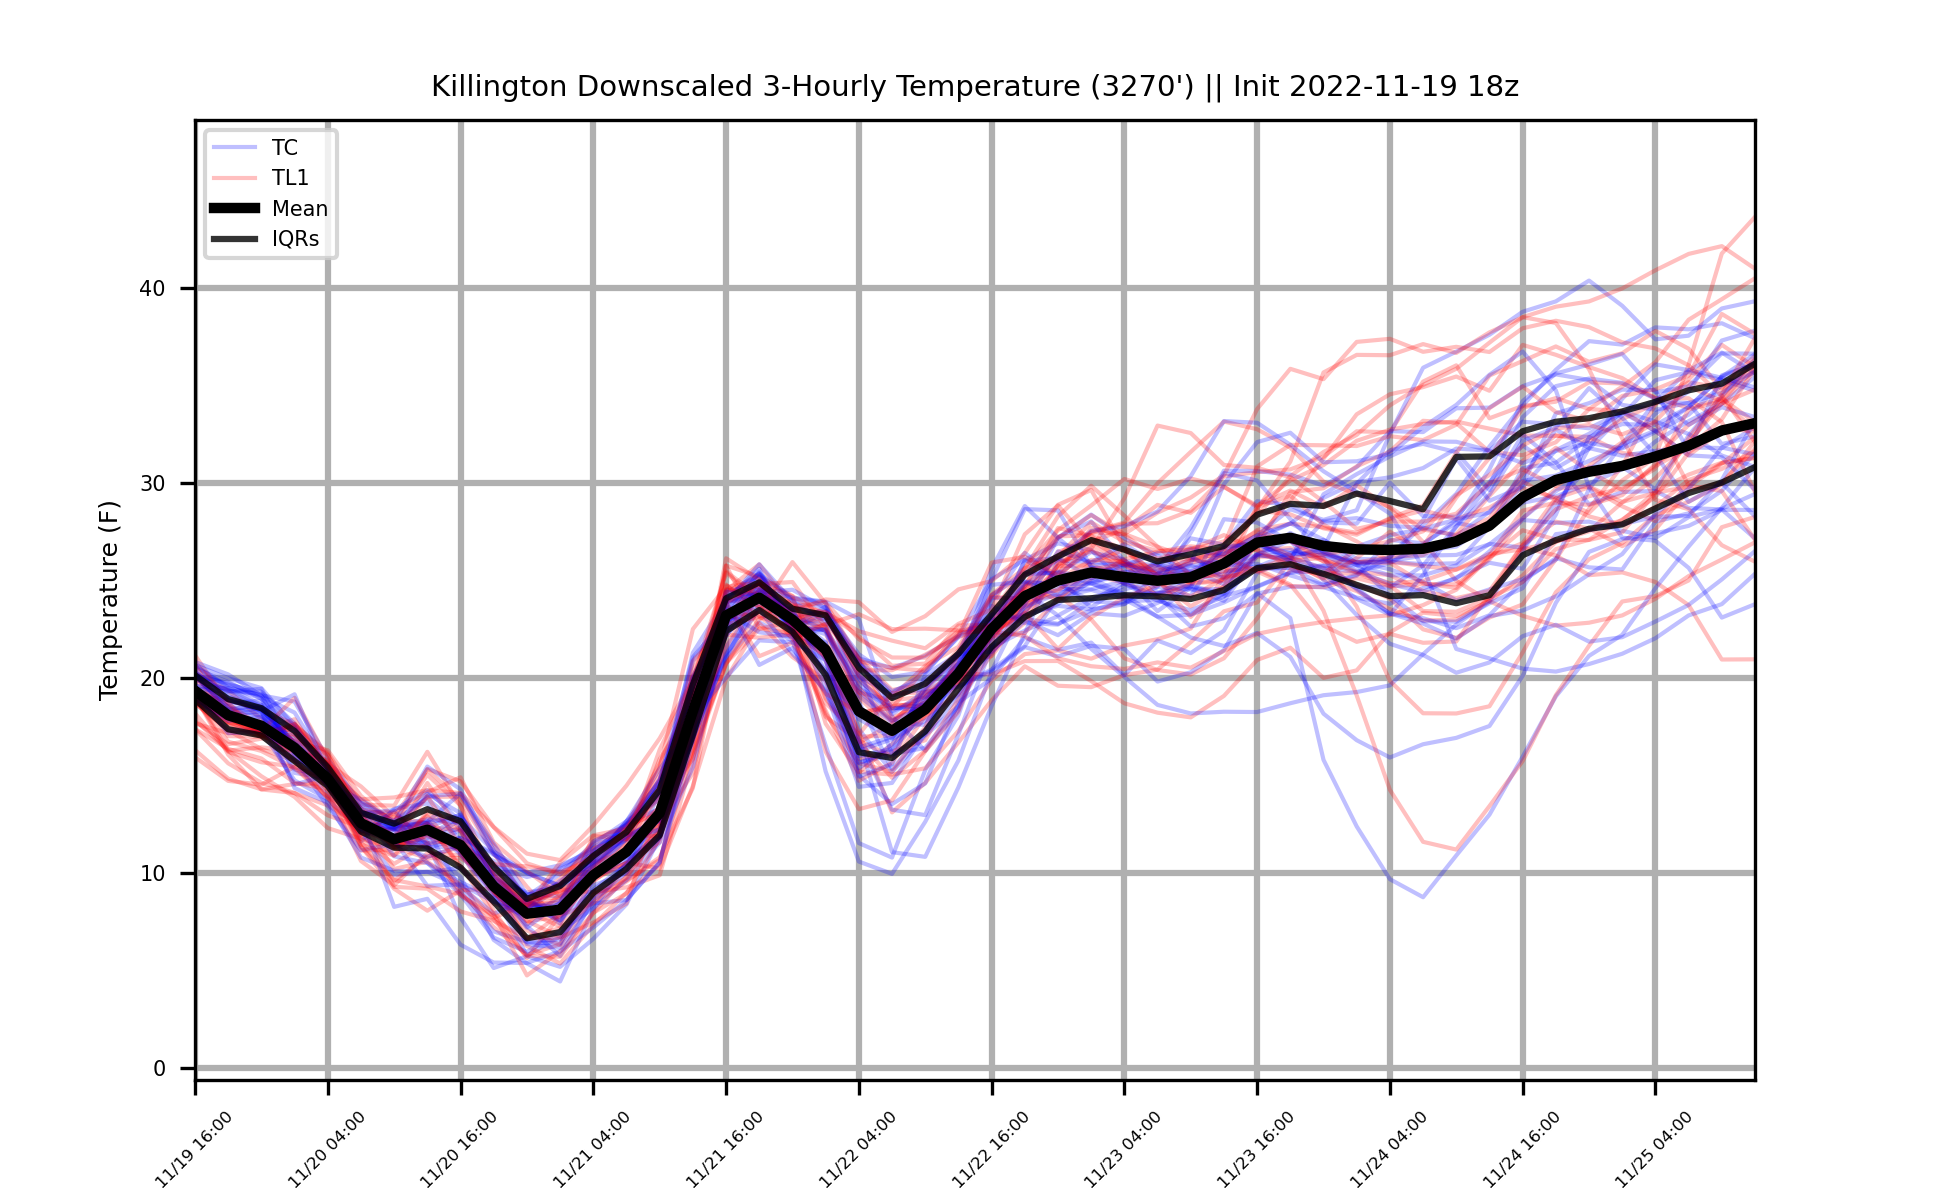 Killington Downscaled 3-Hourly Temperature (3270') || Init 2022-11-19 18z
TC
TL1
Mean
IQRs
Temperature (F)
40
30
20
10
0
11/19 16:00
11/20 04:00
11/20 16:00
11/21 04:00
11/21 16:00
11/22 04:00
11/22 16:00
11/23 04:00
11/23 16:00
11/24 04:00
11/24 16:00
11/25 04:00